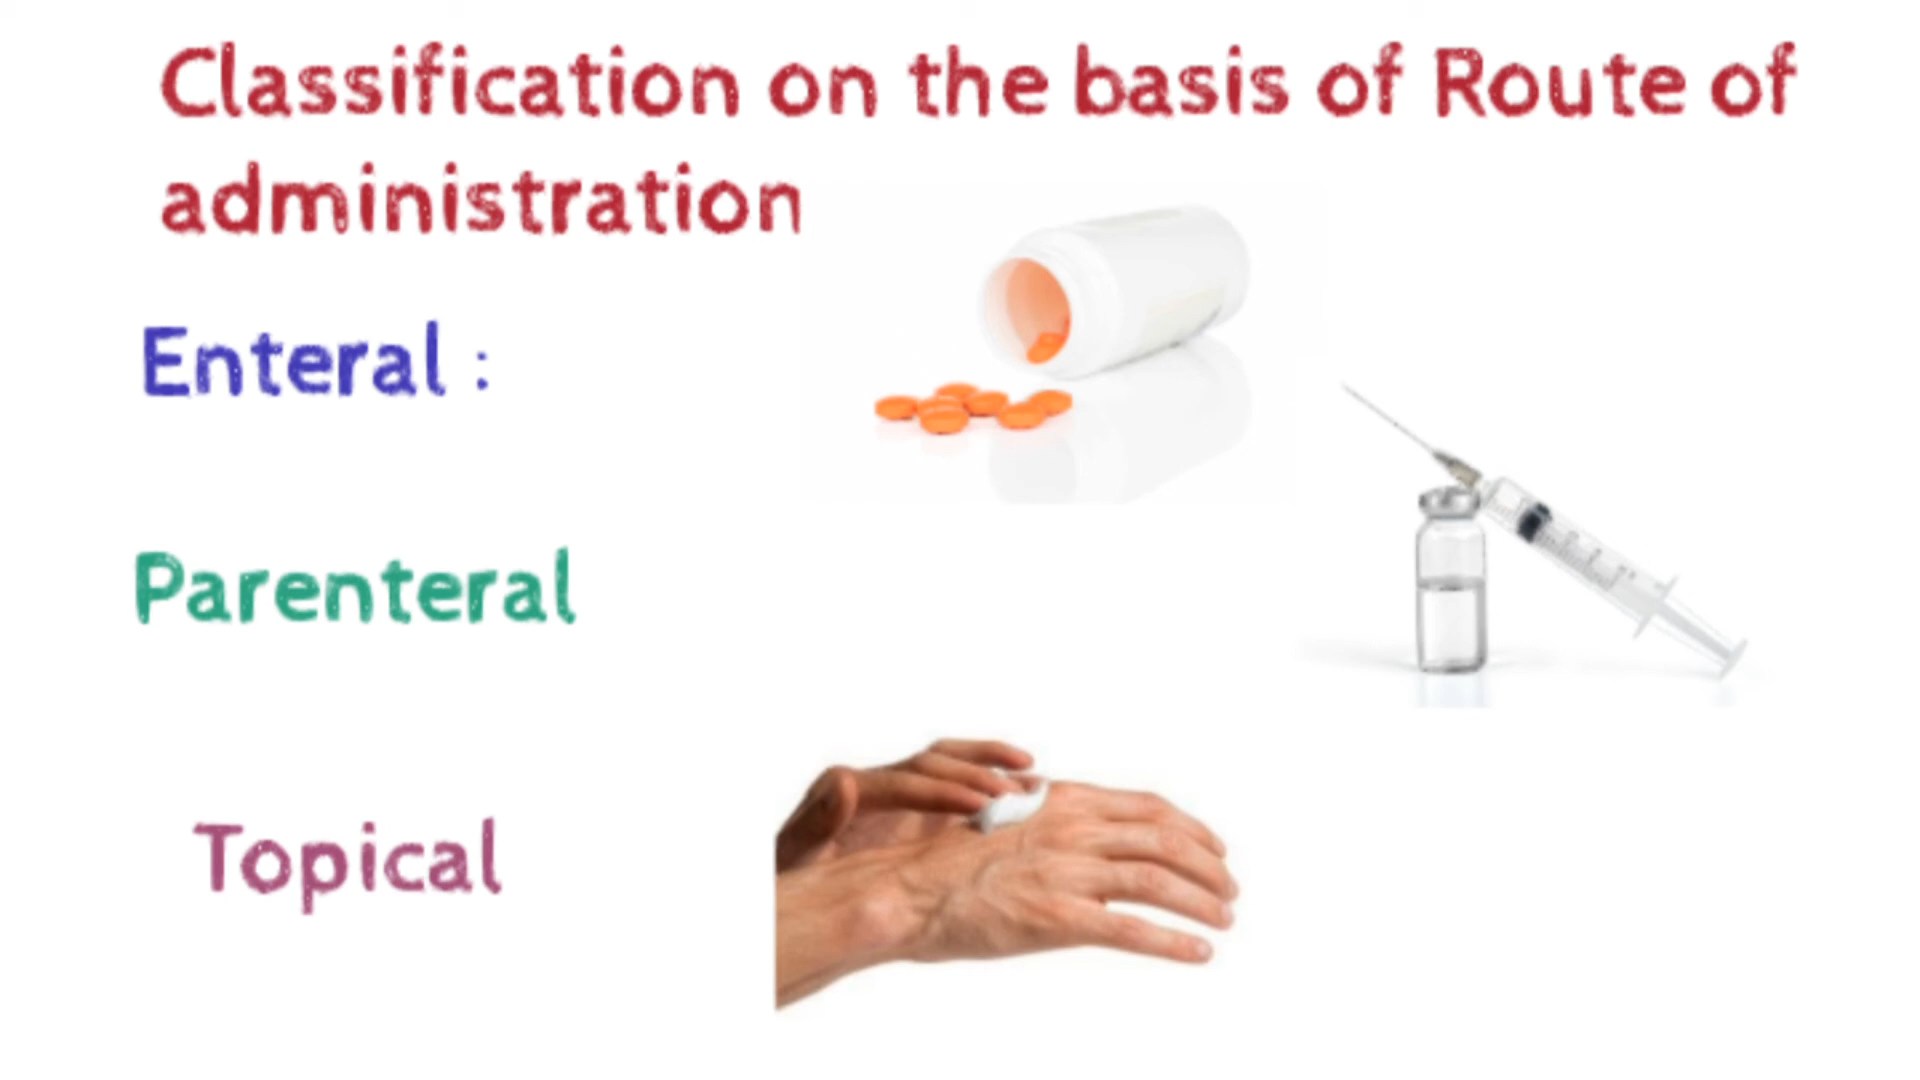 Classification on the basis of Route of
administration
Enteral :
Parenteral
Topical